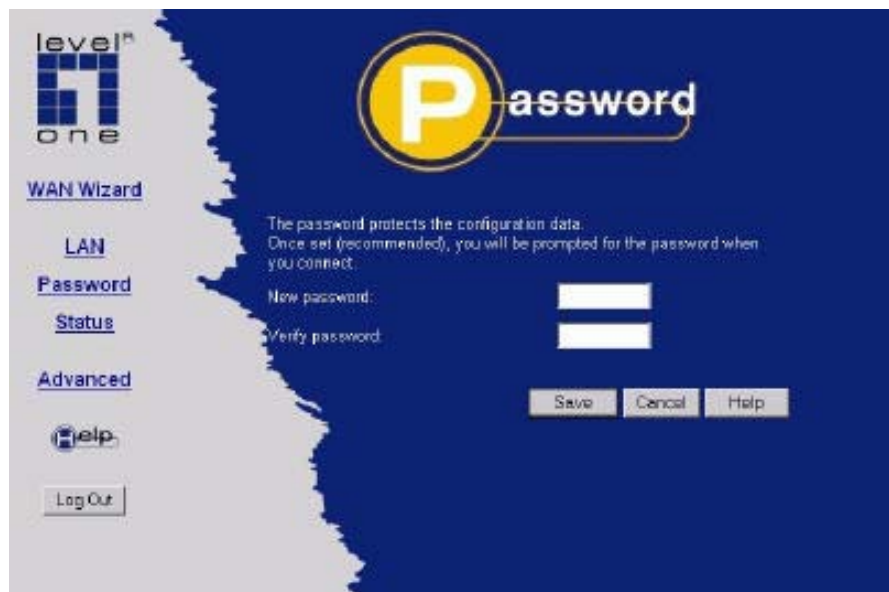 level®
one
WAN Wizard
LAN
Password
Status
Advanced
Help
Log Out
Password
The password protects the configuration data.
Once set (recommended), you will be prompted for the password when
you connect.
New password:
Verify password:
Save Cancel Help